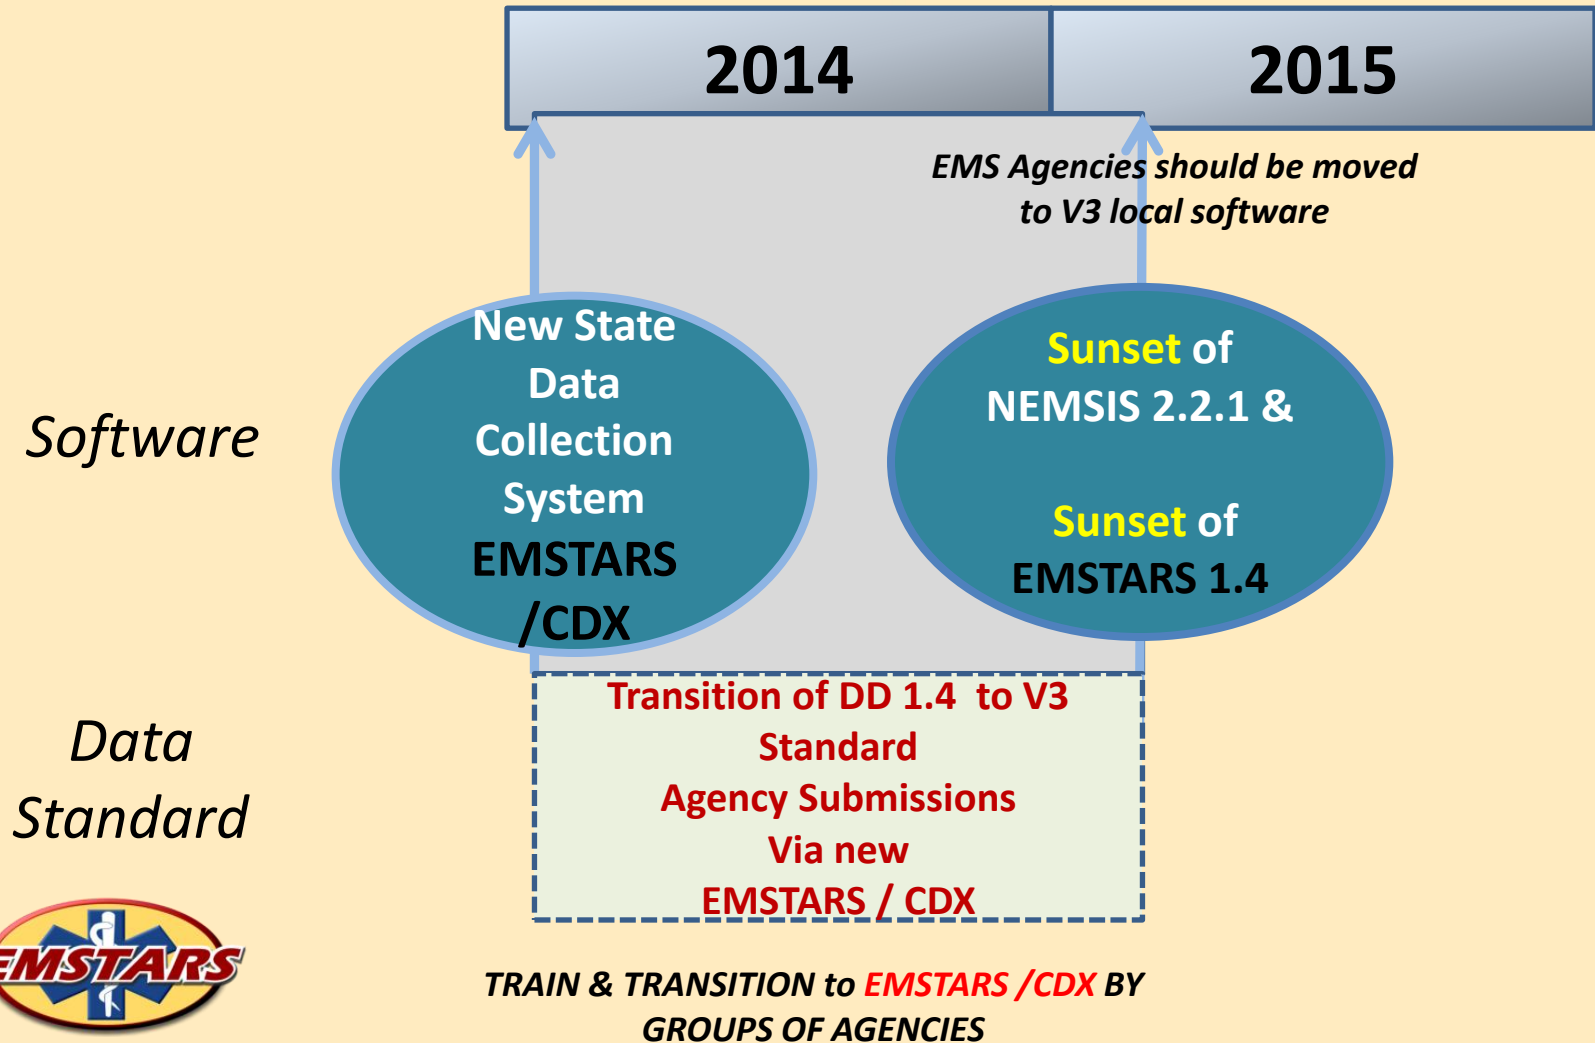 2014
2015
EMS Agencies should be moved
to V3 local software
Software
New State
Data
Collection
System
EMSTARS
/CDX
Sunset of
NEMSIS 2.2.1 &
Sunset of
EMSTARS 1.4
Data
Standard
Transition of DD 1.4 to V3
Standard
Agency Submissions
Via new
EMSTARS / CDX
EMSTARS
TRAIN & TRANSITION to EMSTARS /CDX BY
GROUPS OF AGENCIES